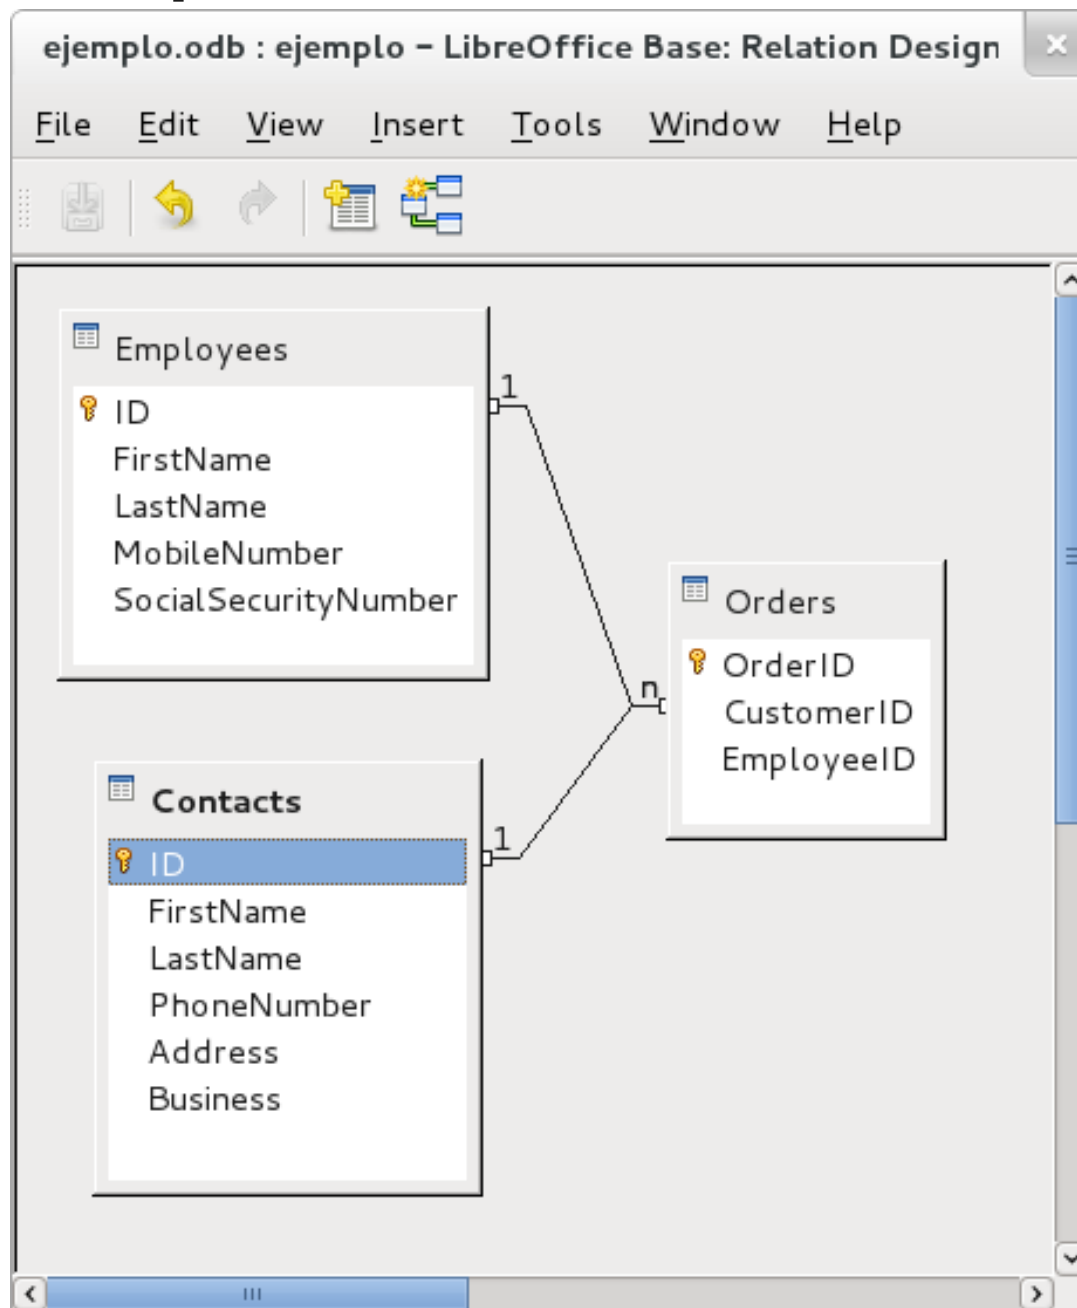 ejemplo.odb : ejemplo – LibreOffice Base: Relation Design
File Edit View Insert Tools Window Help
Employees
ID
FirstName
LastName
MobileNumber
SocialSecurityNumber
1
Orders
OrderID
CustomerID
EmployeeID
n
Contacts
ID
FirstName
LastName
PhoneNumber
Address
Business
1